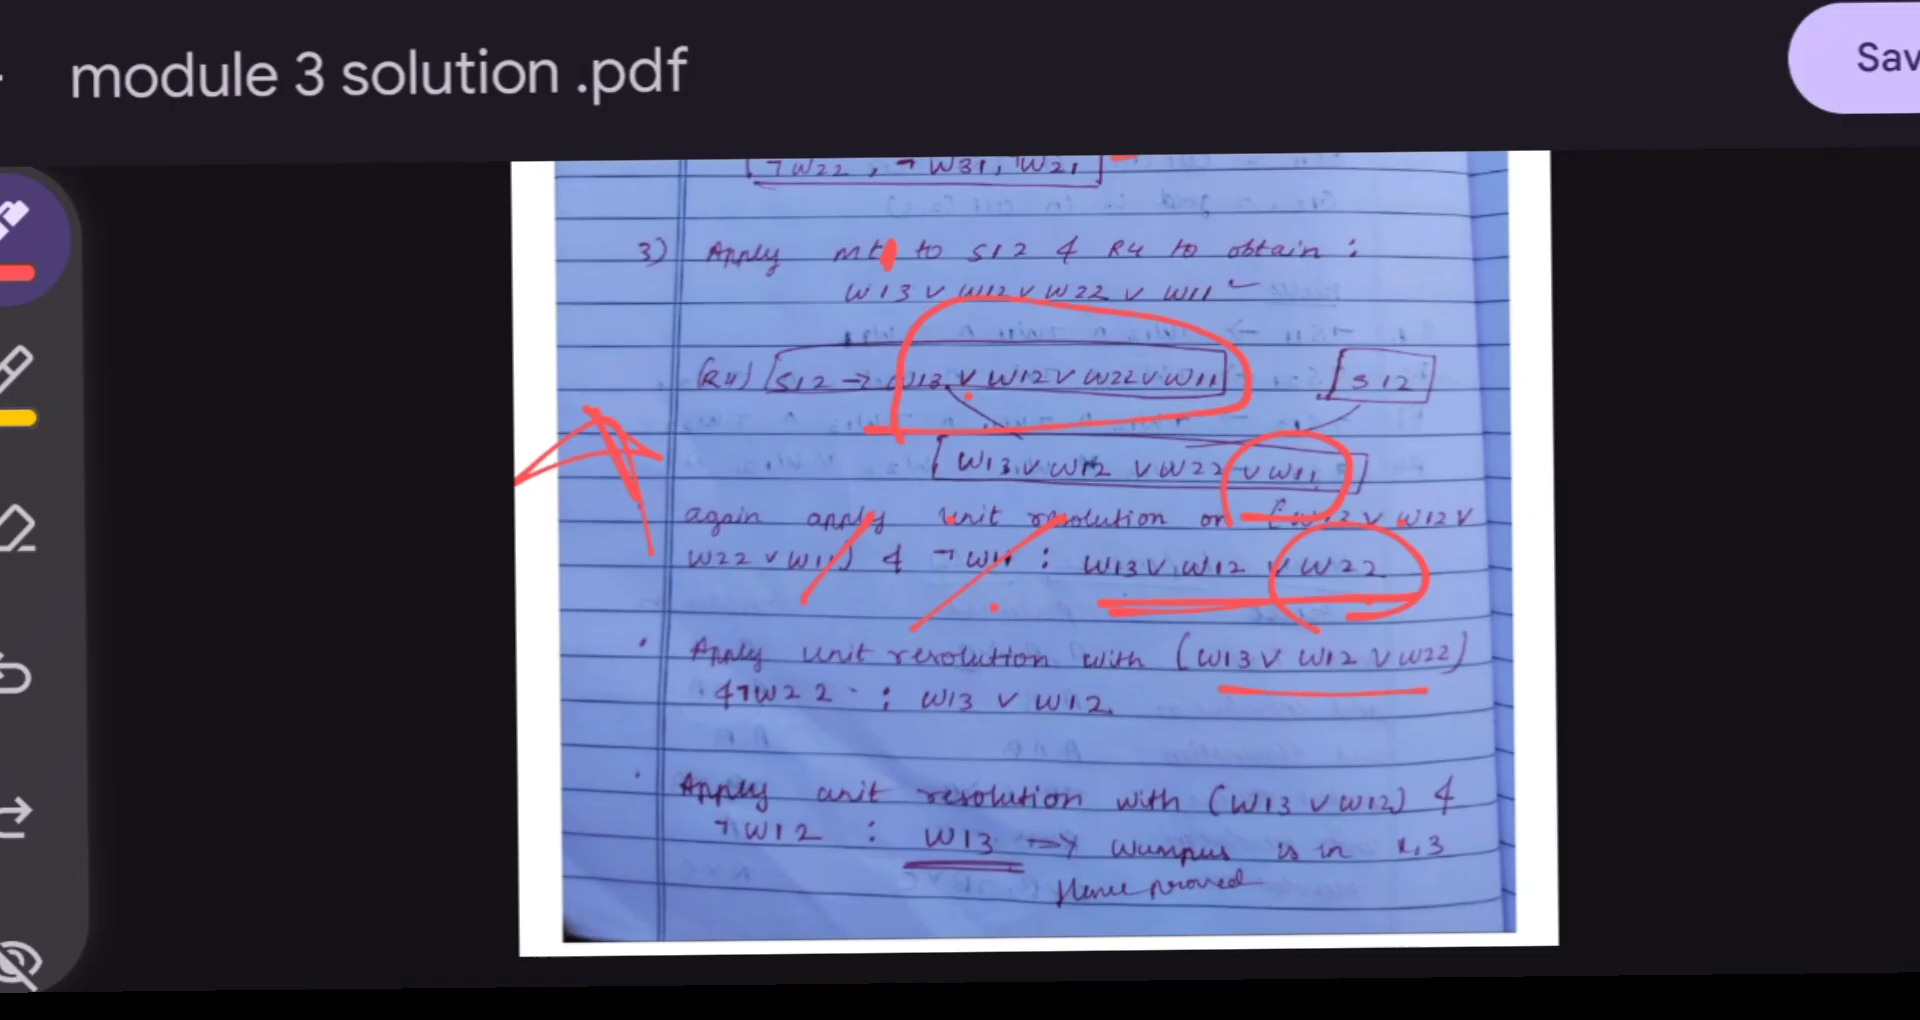 module 3 solution .pdf
Sav
¬W22, ¬W31, ¬W21
3) Apply mt to S12 & R4 to obtain :
W13 ∨ W12 ∨ W22 ∨ W11
(R4) S12 → W13 ∨ W12 ∨ W22 ∨ W11 S12
W13 ∨ W12 ∨ W22 ∨ W11
again apply unit resolution on (W13 ∨ W12 ∨
W22 ∨ W11) & ¬W11 : W13 ∨ W12 ∨ W22
Apply unit resolution with (W13 ∨ W12 ∨ W22)
& ¬W22 : W13 ∨ W12.
Apply unit resolution with (W13 ∨ W12) &
¬W12 : W13 → Wumpus is in 1,3
Hence proved